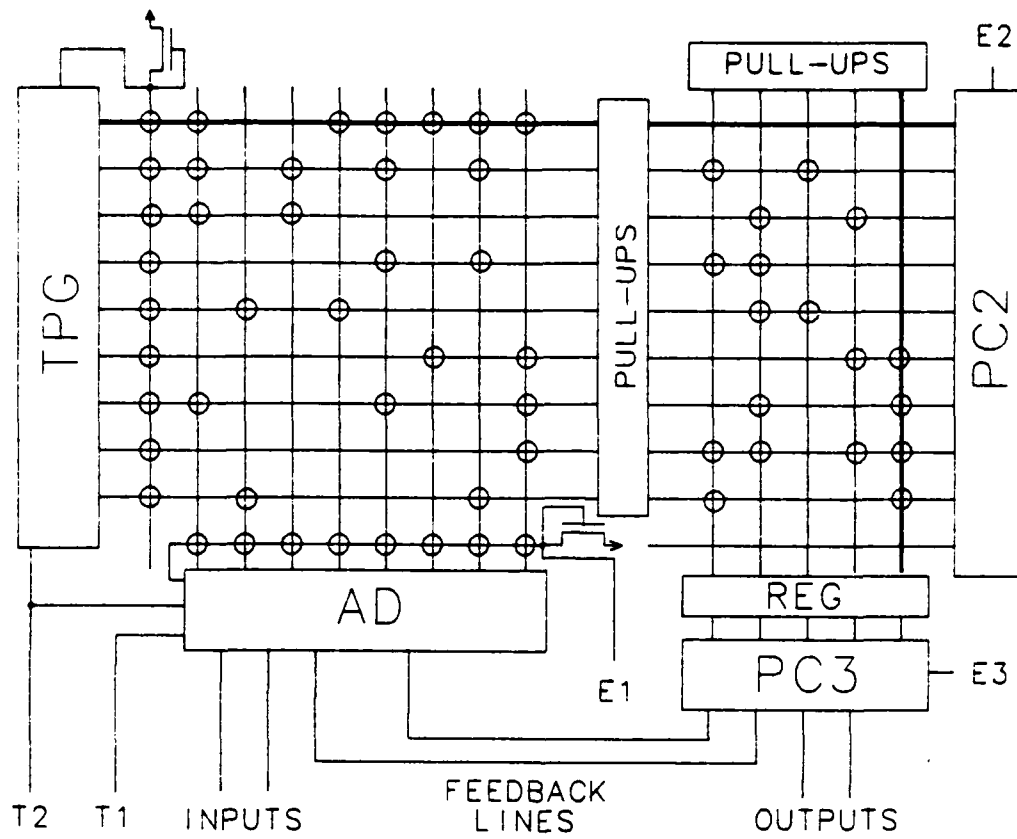 E2
PULL-UPS
TPG
PULL-UPS
PC2
AD
REG
PC3
E1
E3
T2 T1 INPUTS
FEEDBACK
LINES
OUTPUTS